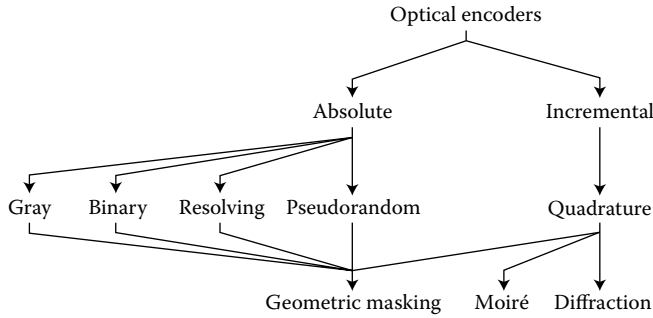 Optical encoders
Absolute Incremental
Gray Binary Resolving Pseudorandom Quadrature
Geometric masking Moiré Diffraction